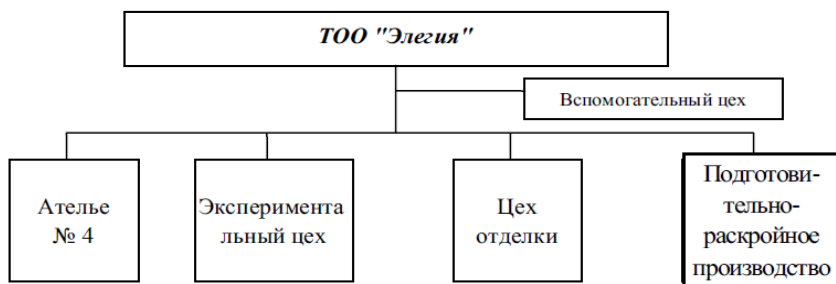 ТОО "Элегия"
Вспомогательный цех
Ателье
№ 4
Эксперимента
льный цех
Цех
отделки
Подготови-
тельно-
раскройное
производство